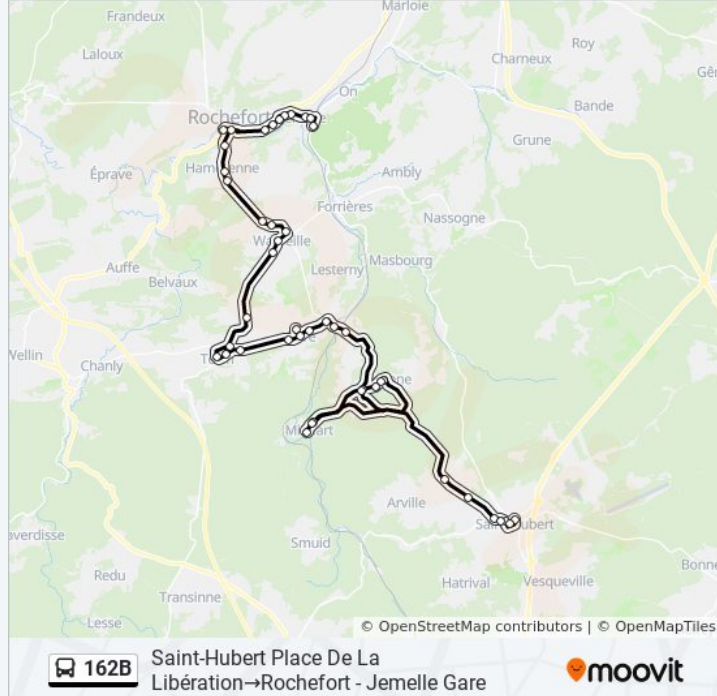 Marloie
Frandeux
Roy
Laloux
Charneux
On
Bande
Rochefort
Grune
Éprave
Ambly
Forrières
Nassogne
Auffe
Masbourg
Belvaux
Lesterny
Wellin
Chanly
Arville
Smuid
Hatrival
Vesqueville
Redu
Transinne
Lesse
© OpenStreetMap contributors | © OpenMapTiles
162B
Saint-Hubert Place De La
Libération→Rochefort - Jemelle Gare
moovit